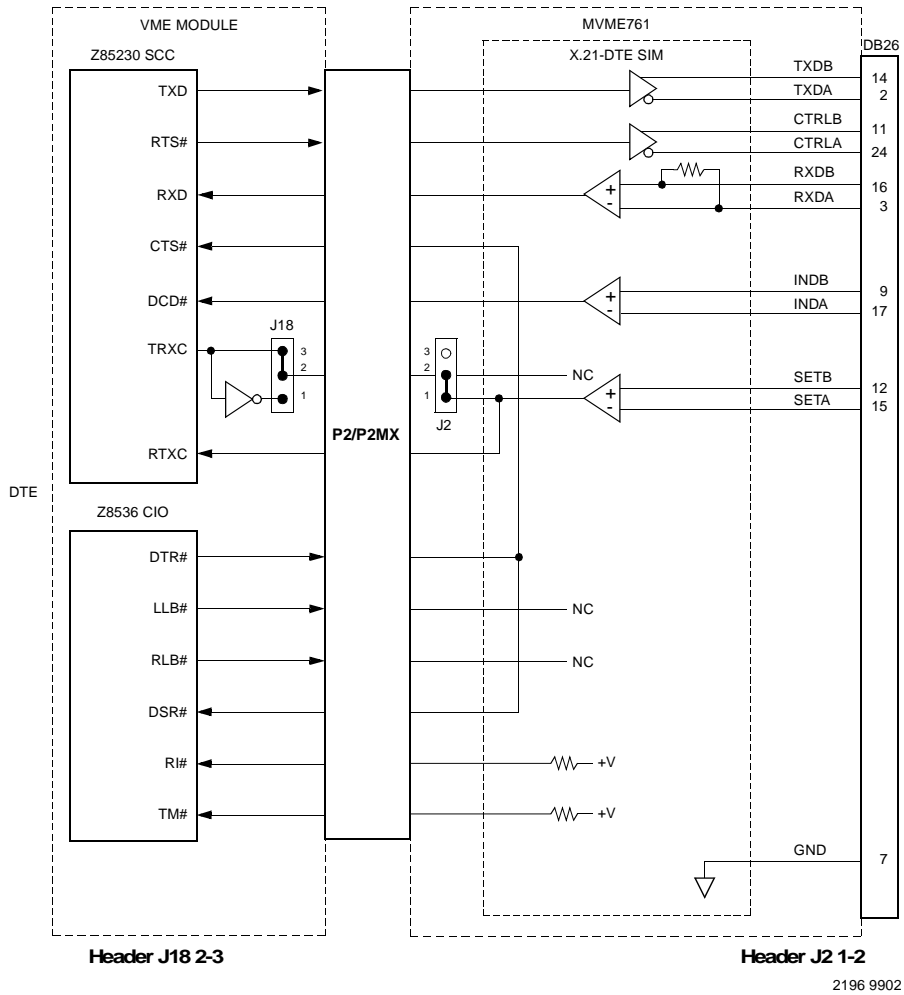 VME MODULE
MVME761
Z85230 SCC
X.21-DTE SIM
DB26
TXD
TXDB
14
TXDA
2
RTS#
CTRLB
11
CTRLA
24
RXD
+
-
RXDB
16
RXDA
3
CTS#
DCD#
+
-
INDB
9
INDA
17
J18
TRXC
3
2
1
3
2
1
J2
NC
+
-
SETB
12
SETA
15
P2/P2MX
RTXC
DTE
Z8536 CIO
DTR#
LLB#
NC
RLB#
NC
DSR#
RI#
+V
TM#
+V
GND
7
Header J18 2-3
Header J2 1-2
2196 9902